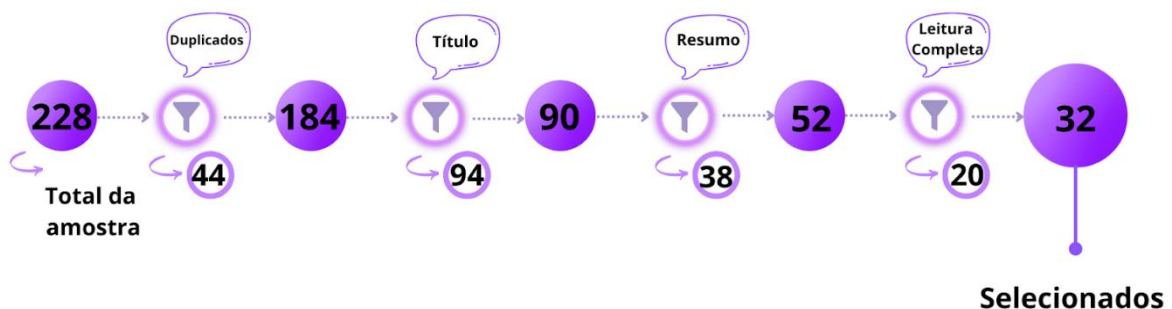 Duplicados
Título
Resumo
Leitura
Completa
228
184
90
52
32
44
94
38
20
Total da
amostra
Selecionados